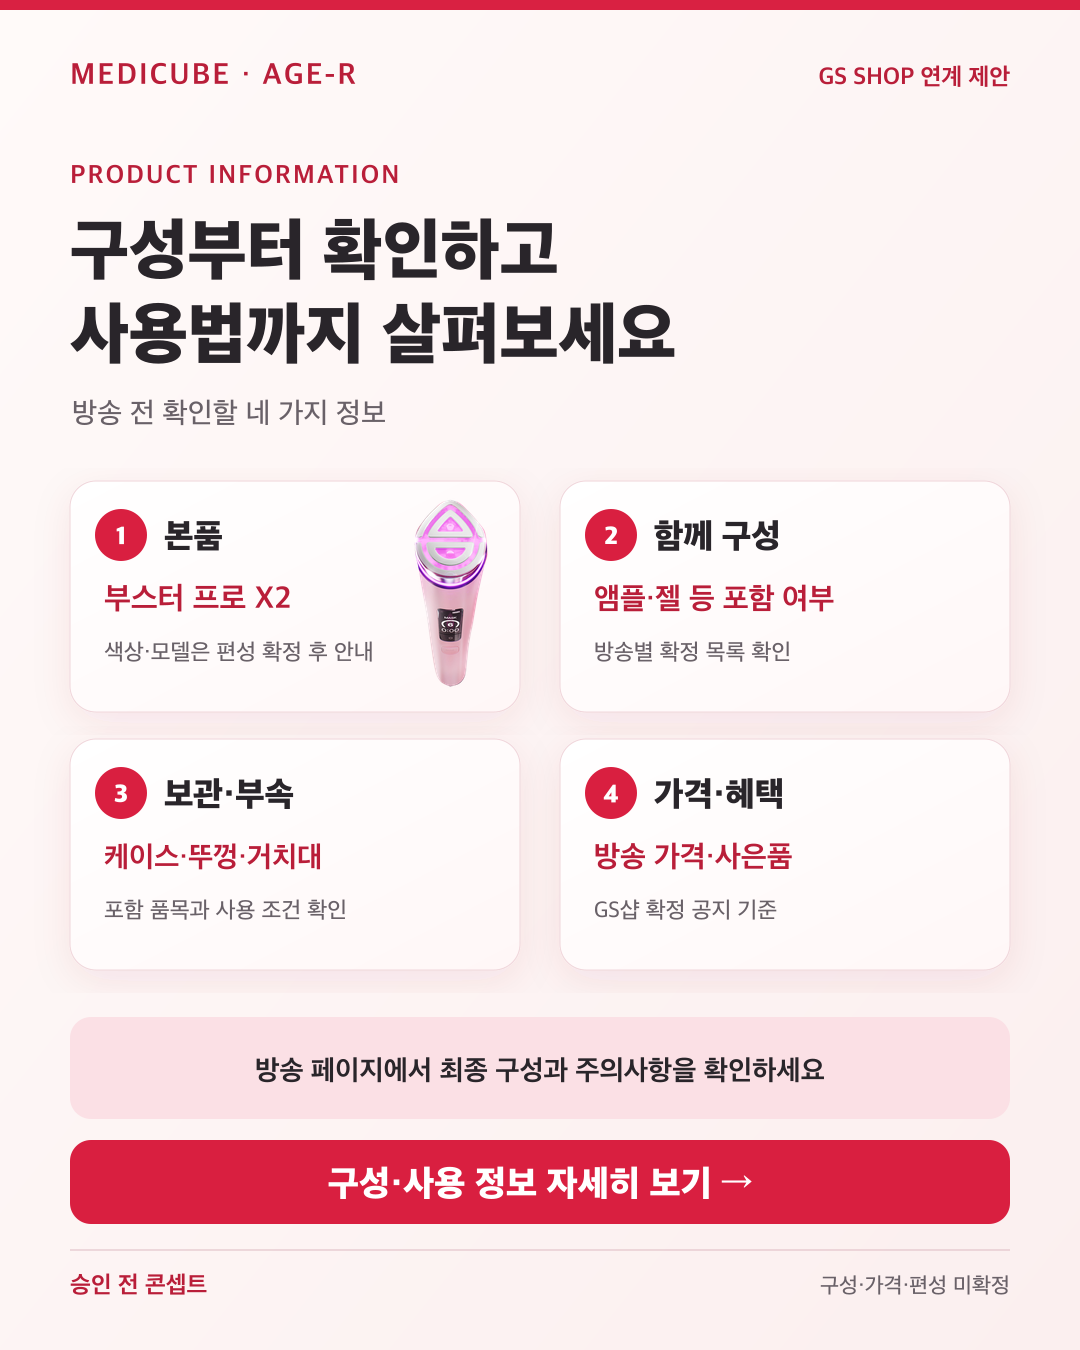 MEDICUBE · AGE-R
GS SHOP 연계 제안
PRODUCT INFORMATION
구성부터 확인하고
사용법까지 살펴보세요
방송 전 확인할 네 가지 정보
1 본품
부스터 프로 X2
색상·모델은 편성 확정 후 안내
2 함께 구성
앰플·젤 등 포함 여부
방송별 확정 목록 확인
3 보관·부속
케이스·뚜껑·거치대
포함 품목과 사용 조건 확인
4 가격·혜택
방송 가격·사은품
GS샵 확정 공지 기준
방송 페이지에서 최종 구성과 주의사항을 확인하세요
구성·사용 정보 자세히 보기 →
승인 전 콘셉트
구성·가격·편성 미확정